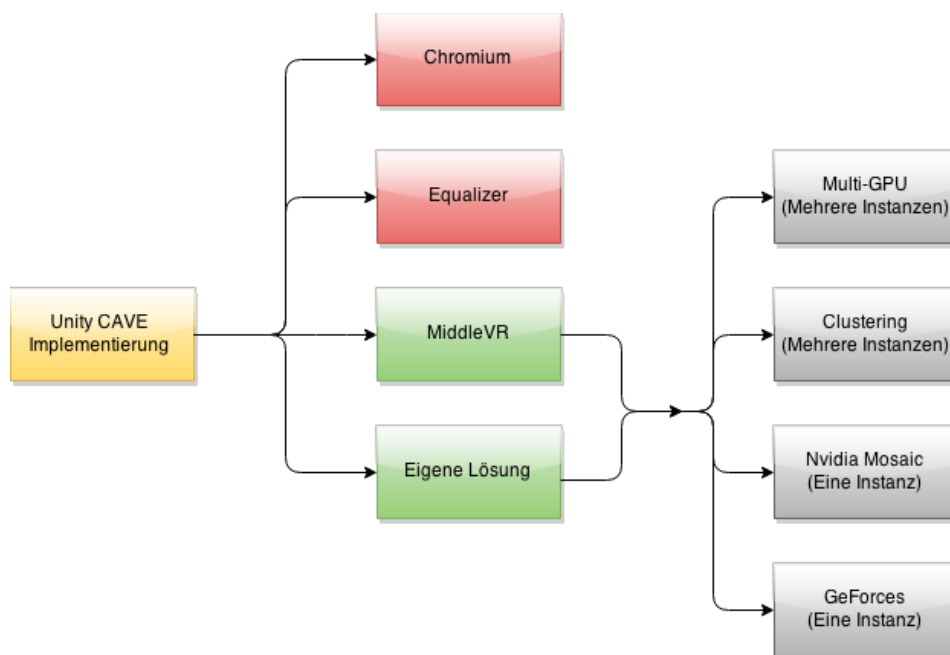 Unity CAVE
Implementierung
Chromium
Equalizer
MiddleVR
Eigene Lösung
Multi-GPU
(Mehrere Instanzen)
Clustering
(Mehrere Instanzen)
Nvidia Mosaic
(Eine Instanz)
GeForces
(Eine Instanz)